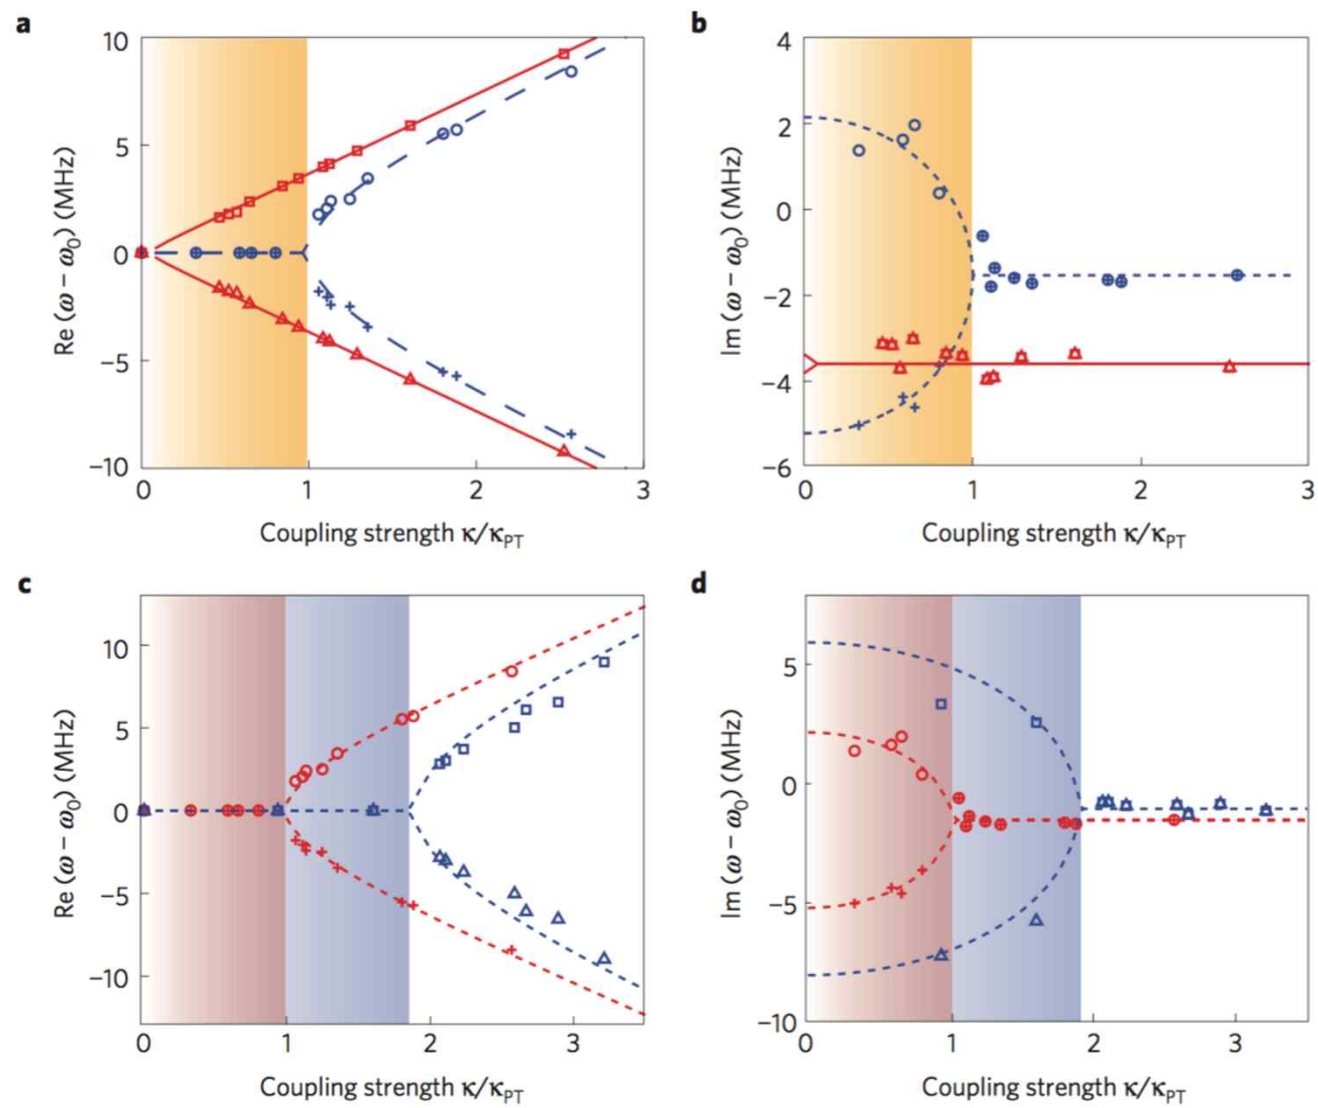 a
10
5
0
−5
−10
Re (ω − ω₀) (MHz)
0 1 2 3
Coupling strength κ/κPT
b
4
2
0
−2
−4
−6
Im (ω − ω₀) (MHz)
0 1 2 3
Coupling strength κ/κPT
c
10
5
0
−5
−10
Re (ω − ω₀) (MHz)
0 1 2 3
Coupling strength κ/κPT
d
5
0
−5
−10
Im (ω − ω₀) (MHz)
0 1 2 3
Coupling strength κ/κPT